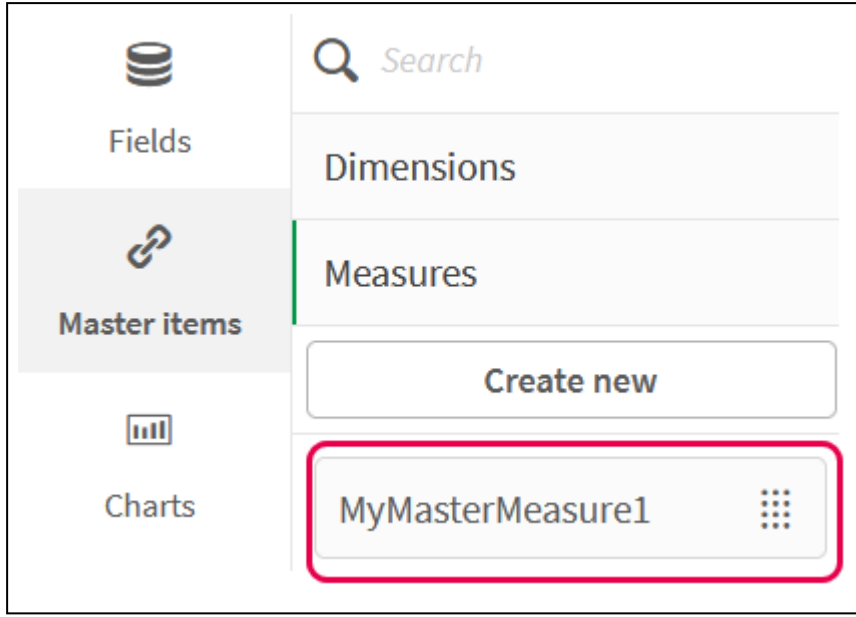 Fields
Master items
Charts
Search
Dimensions
Measures
Create new
MyMasterMeasure1